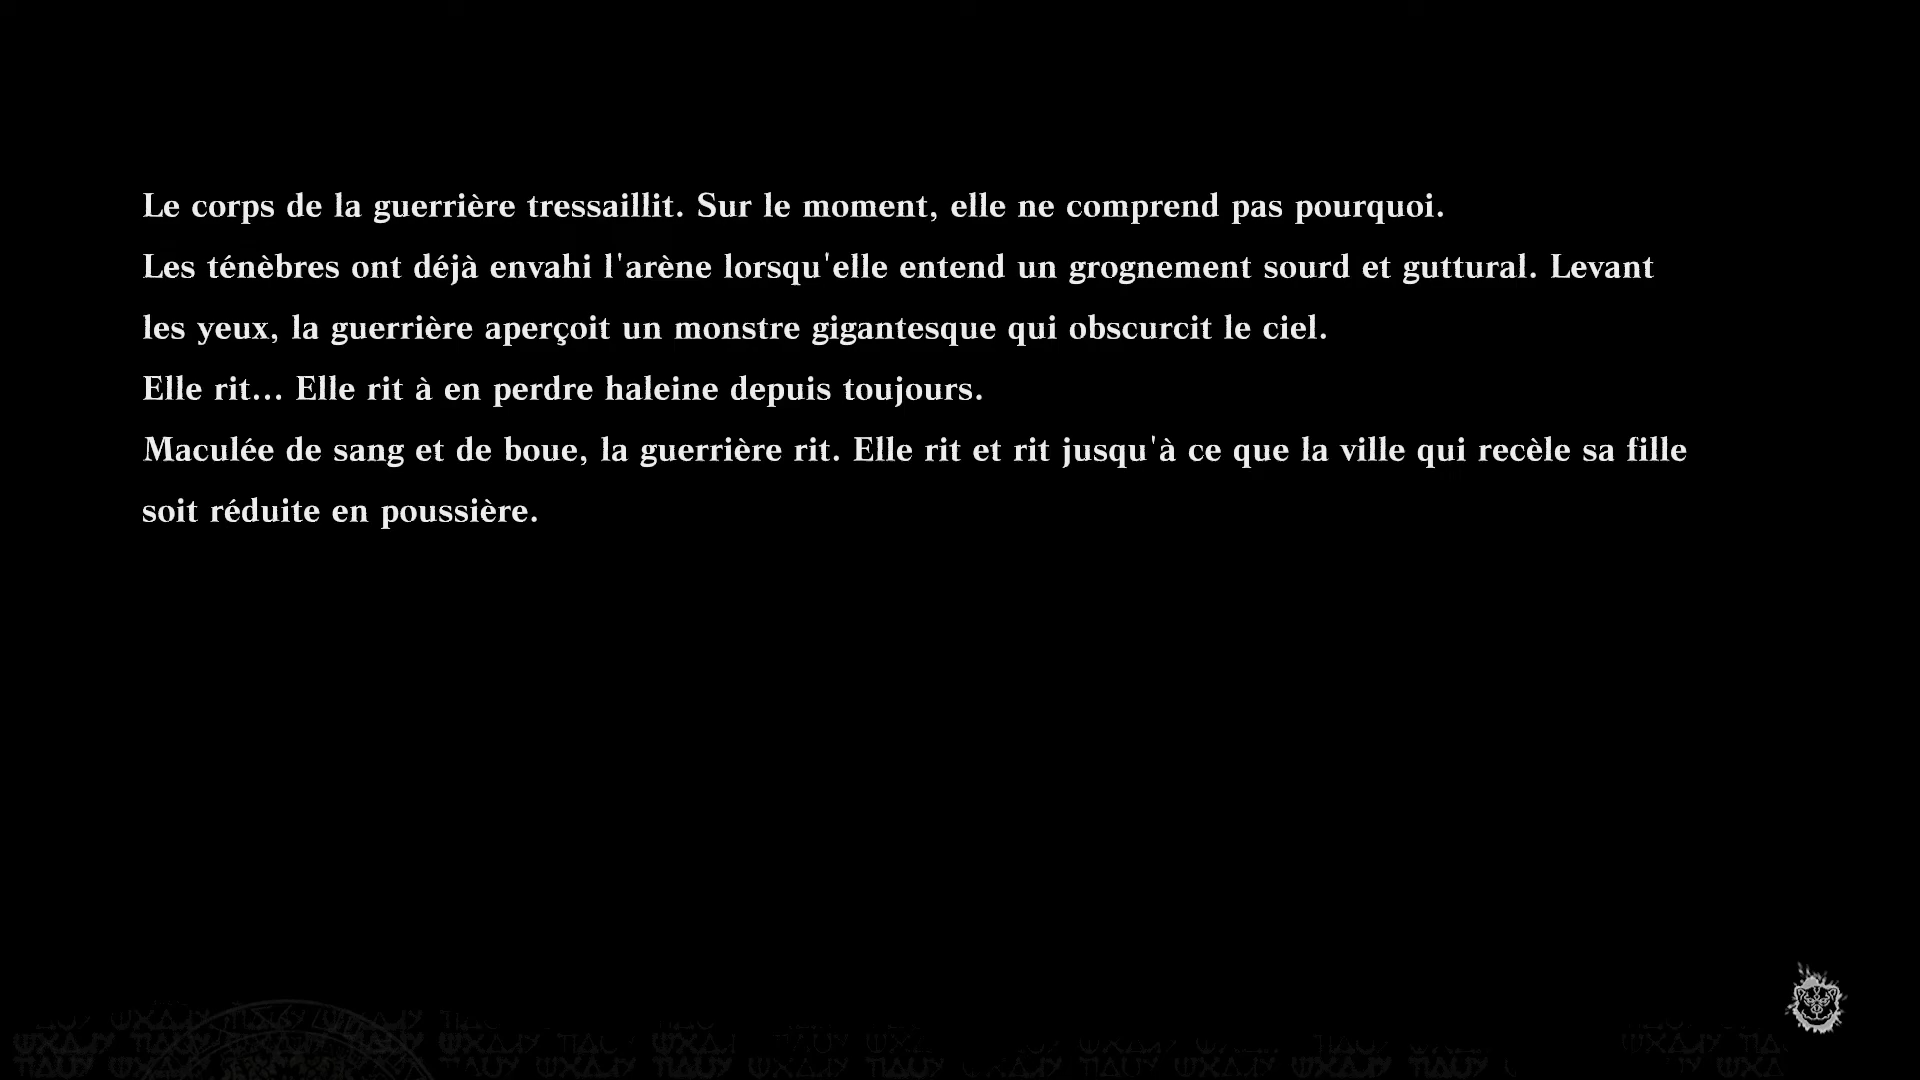 Le corps de la guerrière tressaillit. Sur le moment, elle ne comprend pas pourquoi.
Les ténèbres ont déjà envahi l'arène lorsqu'elle entend un grognement sourd et guttural. Levant
les yeux, la guerrière aperçoit un monstre gigantesque qui obscurcit le ciel.
Elle rit... Elle rit à en perdre haleine depuis toujours.
Maculée de sang et de boue, la guerrière rit. Elle rit et rit jusqu'à ce que la ville qui recèle sa fille
soit réduite en poussière.